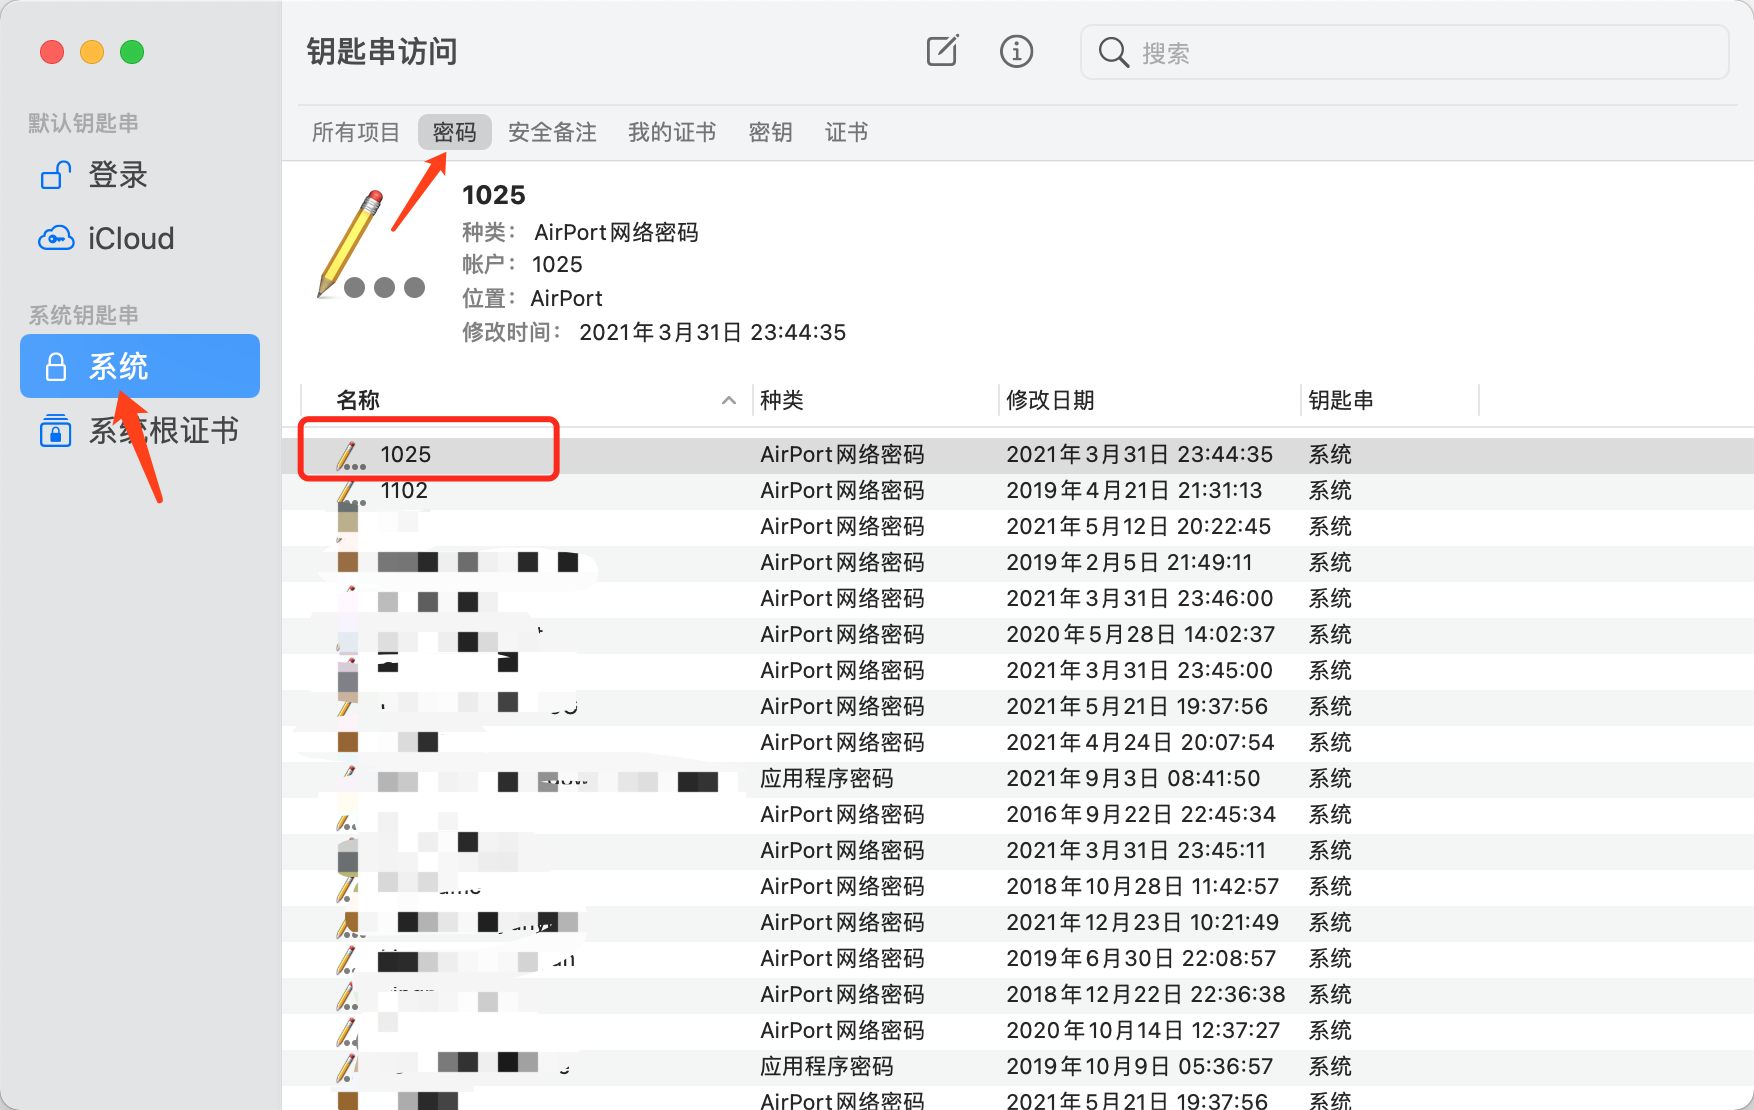 钥匙串访问
搜索
默认钥匙串
登录
iCloud
系统钥匙串
系统
系统根证书
所有项目 密码 安全备注 我的证书 密钥 证书
1025
种类： AirPort网络密码
帐户： 1025
位置： AirPort
修改时间： 2021年3月31日 23:44:35
名称 种类 修改日期 钥匙串
1025 AirPort网络密码 2021年3月31日 23:44:35 系统
1102 AirPort网络密码 2019年4月21日 21:31:13 系统
AirPort网络密码 2021年5月12日 20:22:45 系统
AirPort网络密码 2019年2月5日 21:49:11 系统
AirPort网络密码 2021年3月31日 23:46:00 系统
AirPort网络密码 2020年5月28日 14:02:37 系统
AirPort网络密码 2021年3月31日 23:45:00 系统
AirPort网络密码 2021年5月21日 19:37:56 系统
AirPort网络密码 2021年4月24日 20:07:54 系统
应用程序密码 2021年9月3日 08:41:50 系统
AirPort网络密码 2016年9月22日 22:45:34 系统
AirPort网络密码 2021年3月31日 23:45:11 系统
AirPort网络密码 2018年10月28日 11:42:57 系统
AirPort网络密码 2021年12月23日 10:21:49 系统
AirPort网络密码 2019年6月30日 22:08:57 系统
AirPort网络密码 2018年12月22日 22:36:38 系统
AirPort网络密码 2020年10月14日 12:37:27 系统
应用程序密码 2019年10月9日 05:36:57 系统
AirPort网络密码 2021年5月21日 19:37:56 系统